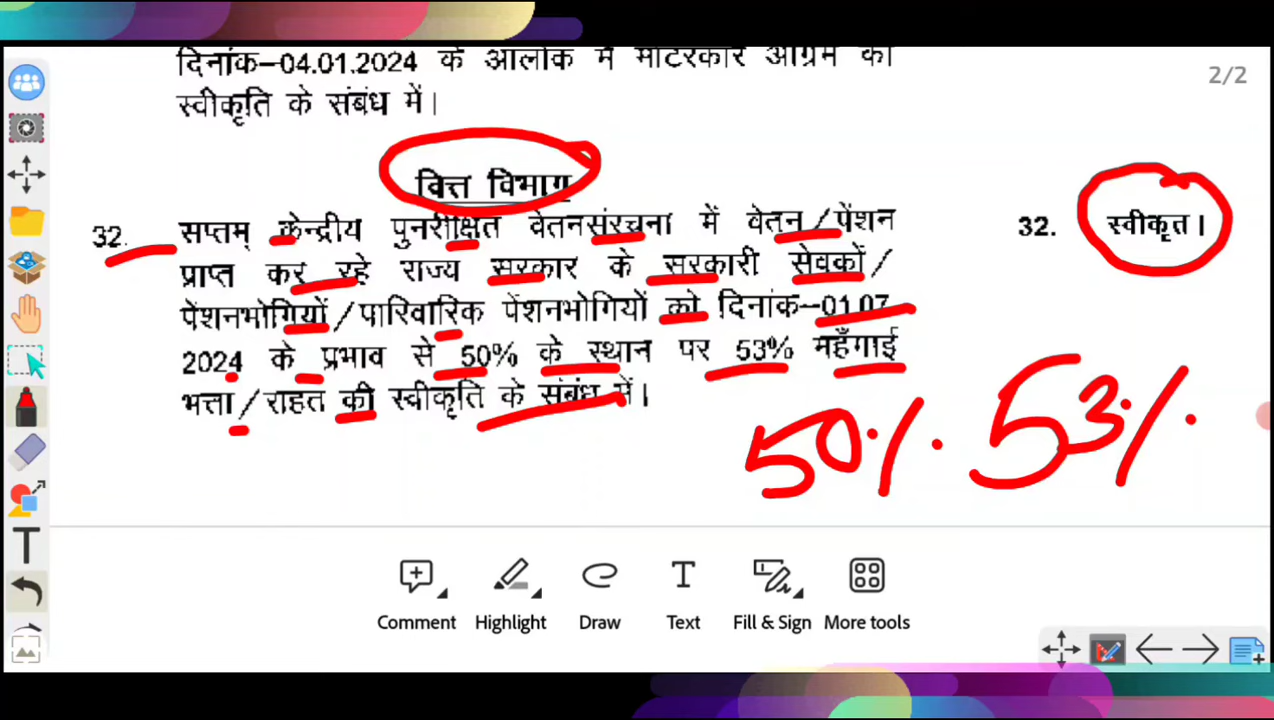 दिनांक-04.01.2024 के आलोक में मोटरकार अग्रिम की
2/2
स्वीकृति के संबंध में।
वित्त विभाग
32. सप्तम् केन्द्रीय पुनरीक्षित वेतनसंरचना में वेतन/पेंशन
32. स्वीकृत।
प्राप्त कर रहे राज्य सरकार के सरकारी सेवकों/
पेंशनभोगियों/पारिवारिक पेंशनभोगियों को दिनांक-01.07
2024 के प्रभाव से 50% के स्थान पर 53% महँगाई
भत्ता/राहत की स्वीकृति के संबंध में।
50% 53%
Comment Highlight Draw Text Fill & Sign More tools